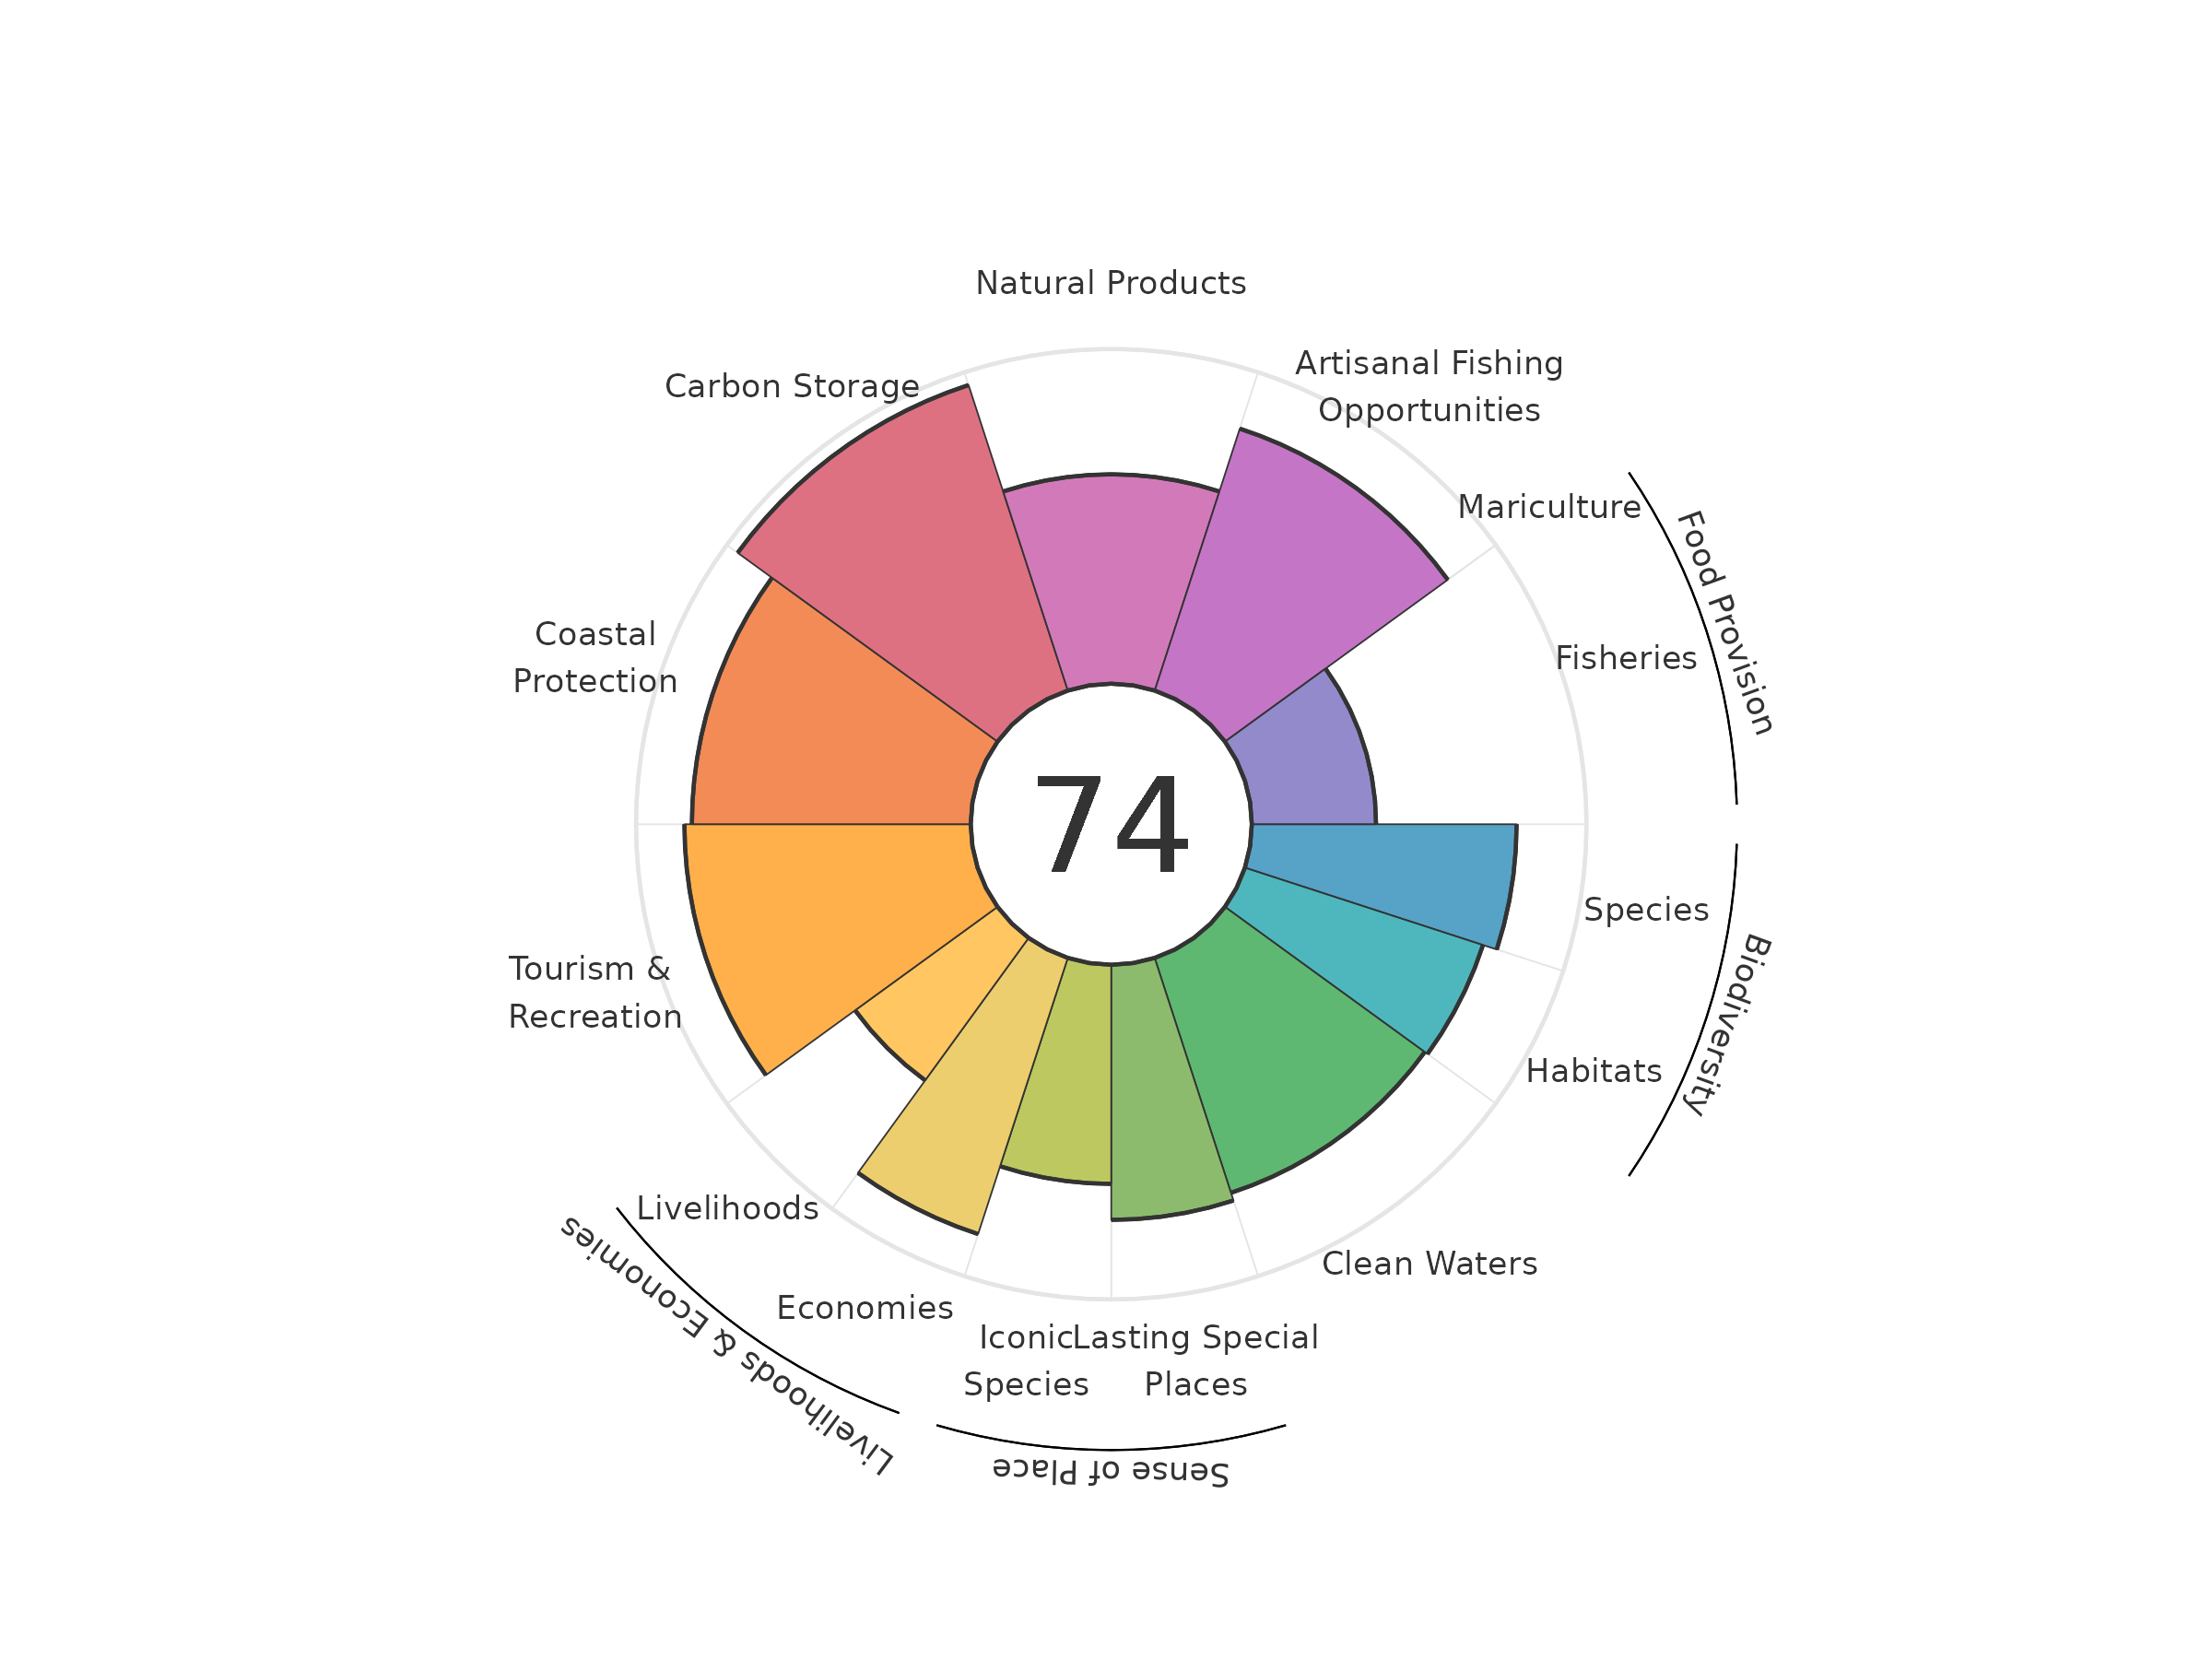 Natural Products
Artisanal Fishing
Opportunities
Carbon Storage
Mariculture
Food Provision
Fisheries
Coastal
Protection
74
Species
Biodiversity
Habitats
Tourism &
Recreation
Livelihoods
Livelihoods & Economies
Clean Waters
Economies
Iconic
Species
Lasting Special
Places
Sense of Place